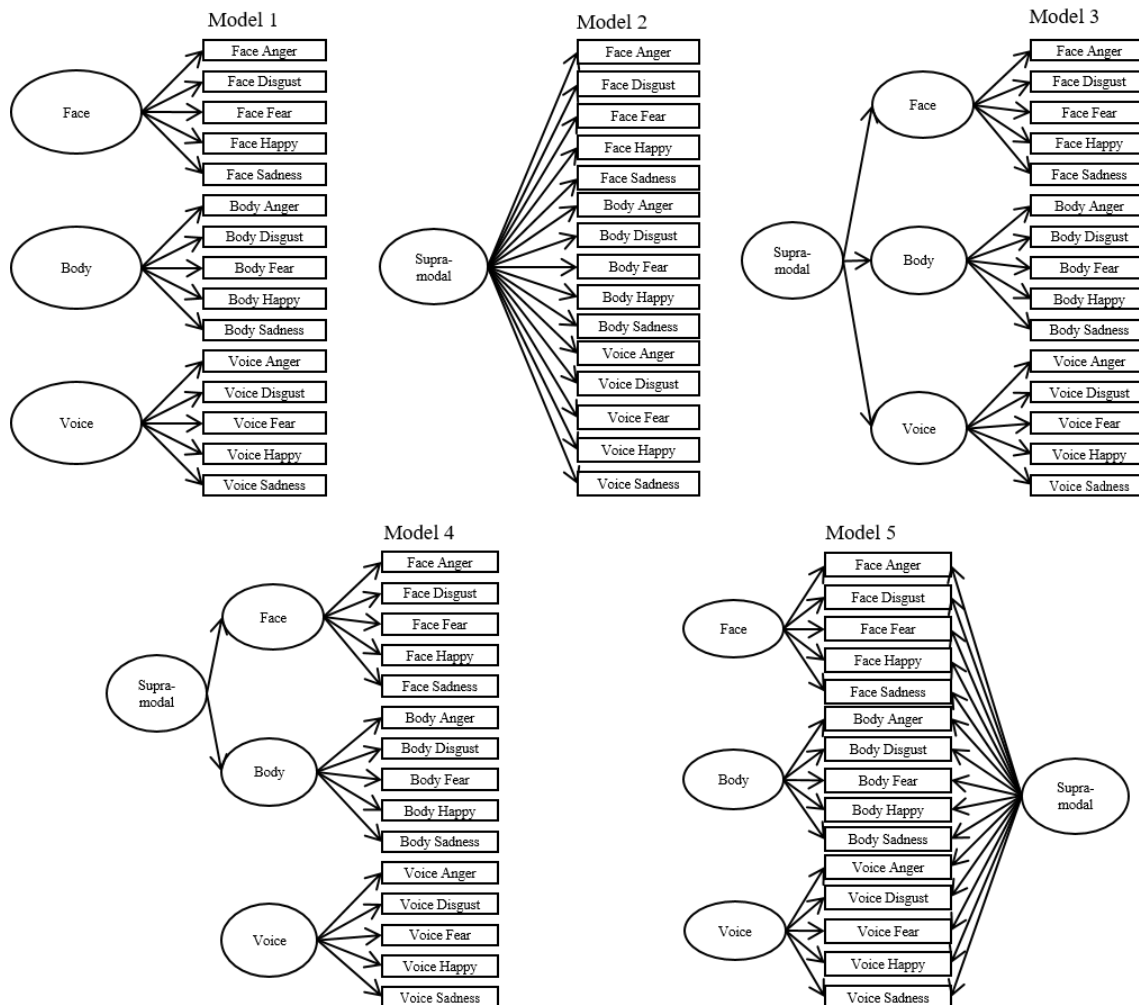 Model 1
Face
Face Anger
Face Disgust
Face Fear
Face Happy
Face Sadness
Body
Body Anger
Body Disgust
Body Fear
Body Happy
Body Sadness
Voice
Voice Anger
Voice Disgust
Voice Fear
Voice Happy
Voice Sadness
Model 2
Supra-
modal
Face Anger
Face Disgust
Face Fear
Face Happy
Face Sadness
Body Anger
Body Disgust
Body Fear
Body Happy
Body Sadness
Voice Anger
Voice Disgust
Voice Fear
Voice Happy
Voice Sadness
Model 3
Supra-
modal
Face
Face Anger
Face Disgust
Face Fear
Face Happy
Face Sadness
Body
Body Anger
Body Disgust
Body Fear
Body Happy
Body Sadness
Voice
Voice Anger
Voice Disgust
Voice Fear
Voice Happy
Voice Sadness
Model 4
Supra-
modal
Face
Face Anger
Face Disgust
Face Fear
Face Happy
Face Sadness
Body
Body Anger
Body Disgust
Body Fear
Body Happy
Body Sadness
Voice
Voice Anger
Voice Disgust
Voice Fear
Voice Happy
Voice Sadness
Model 5
Face
Face Anger
Face Disgust
Face Fear
Face Happy
Face Sadness
Body
Body Anger
Body Disgust
Body Fear
Body Happy
Body Sadness
Voice
Voice Anger
Voice Disgust
Voice Fear
Voice Happy
Voice Sadness
Supra-
modal